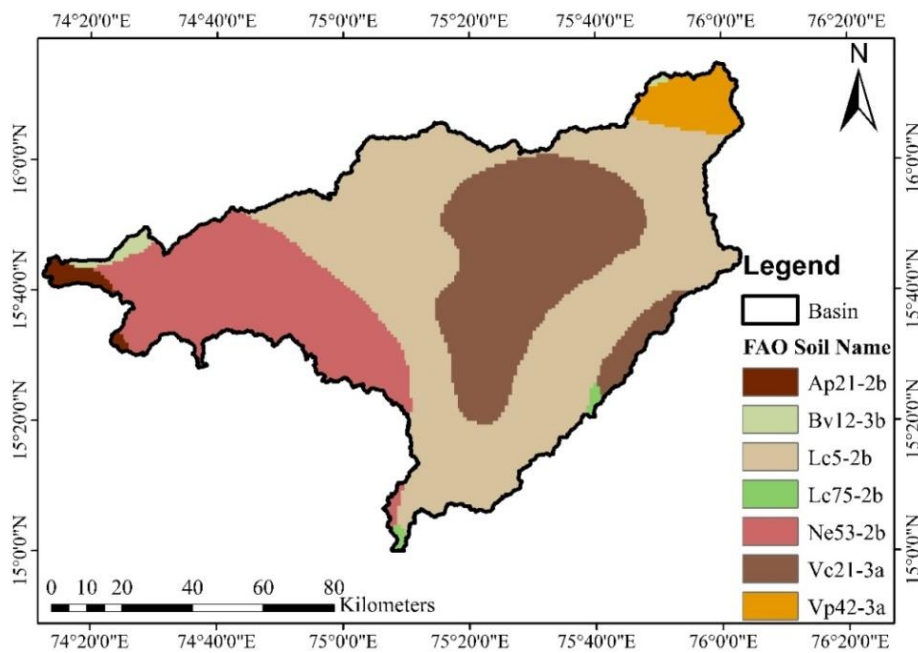 74°20'0"E 74°40'0"E 75°0'0"E 75°20'0"E 75°40'0"E 76°0'0"E 76°20'0"E
N
16°0'0"N 16°0'0"N
15°40'0"N 15°40'0"N
15°20'0"N 15°20'0"N
15°0'0"N 15°0'0"N
Legend
Basin
FAO Soil Name
Ap21-2b
Bv12-3b
Lc5-2b
Lc75-2b
Ne53-2b
Vc21-3a
Vp42-3a
0 10 20 40 60 80
Kilometers
74°20'0"E 74°40'0"E 75°0'0"E 75°20'0"E 75°40'0"E 76°0'0"E 76°20'0"E